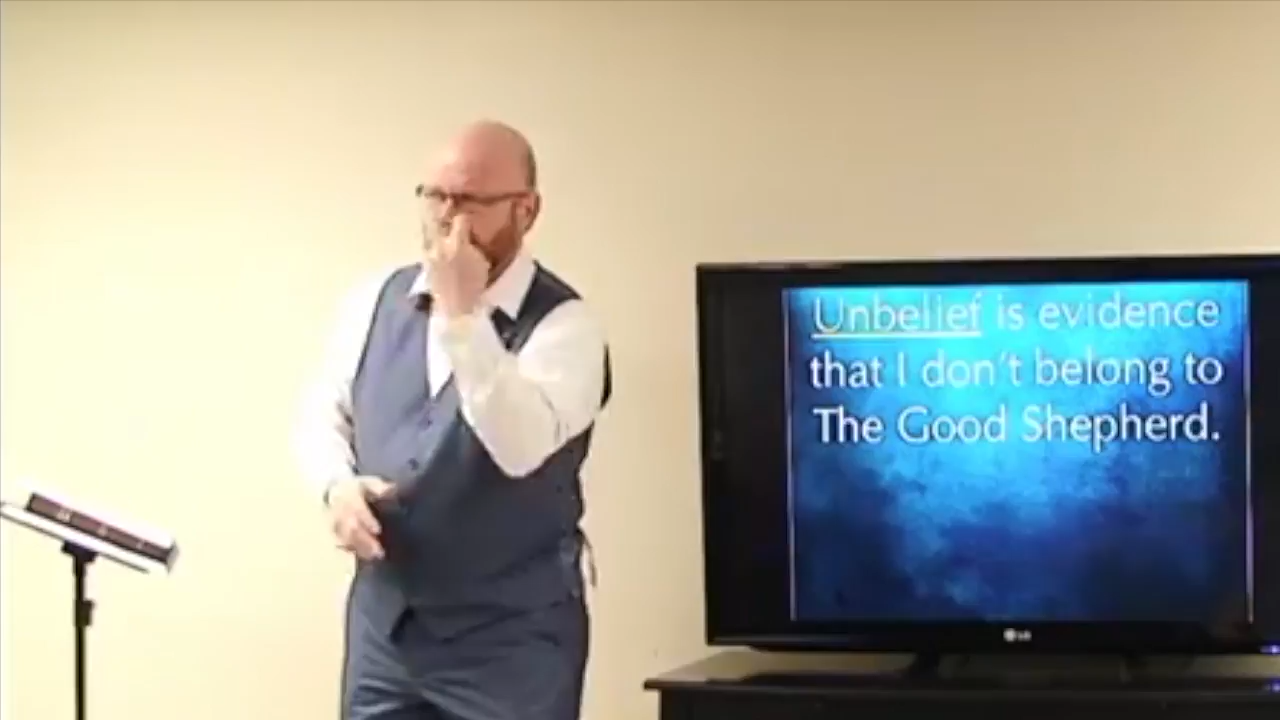 Unbelief is evidence
that I don't belong to
The Good Shepherd.
LG